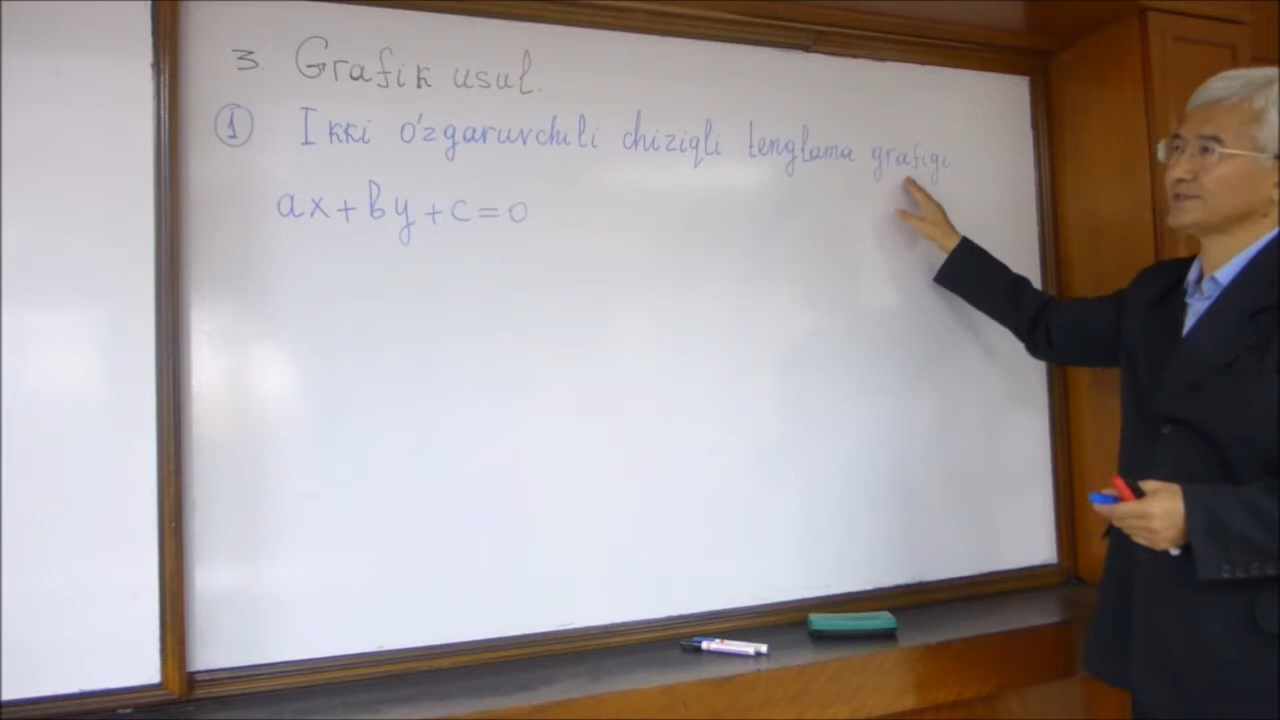 3. Grafik usul.
① Ikki o'zgaruvchili chiziqli tenglama grafigi
ax+by+c=0